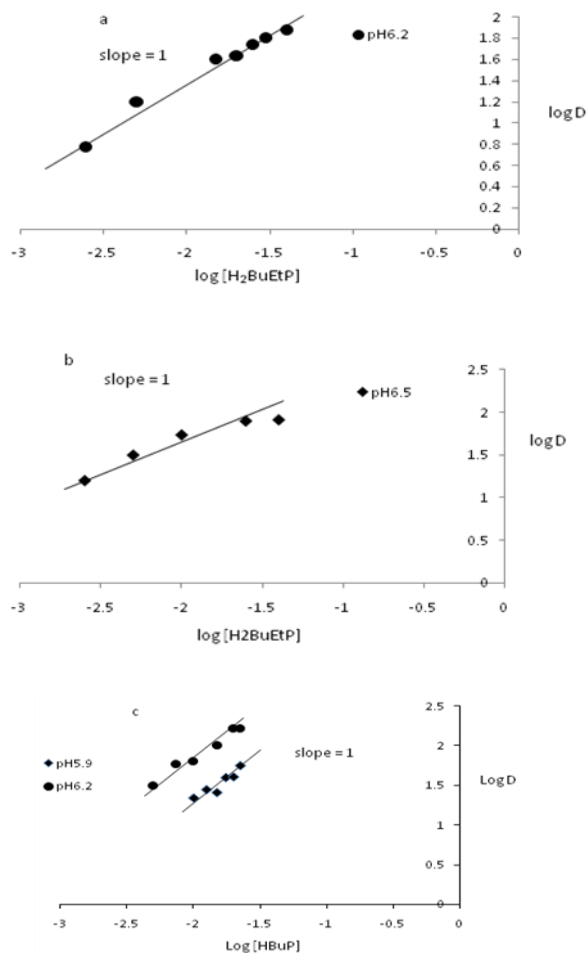 a
slope = 1
pH6.2
2
1.8
1.6
1.4
1.2
1
0.8
0.6
0.4
0.2
0
logD
-3 -2.5 -2 -1.5 -1 -0.5 0
log [H₂BuEtP]
b
slope = 1
pH6.5
2.5
2
1.5
1
0.5
0
logD
-3 -2.5 -2 -1.5 -1 -0.5 0
log [H2BuEtP]
c
pH5.9
pH6.2
slope = 1
2.5
2
1.5
1
0.5
0
LogD
-3 -2.5 -2 -1.5 -1 -0.5 0
Log [HBuP]